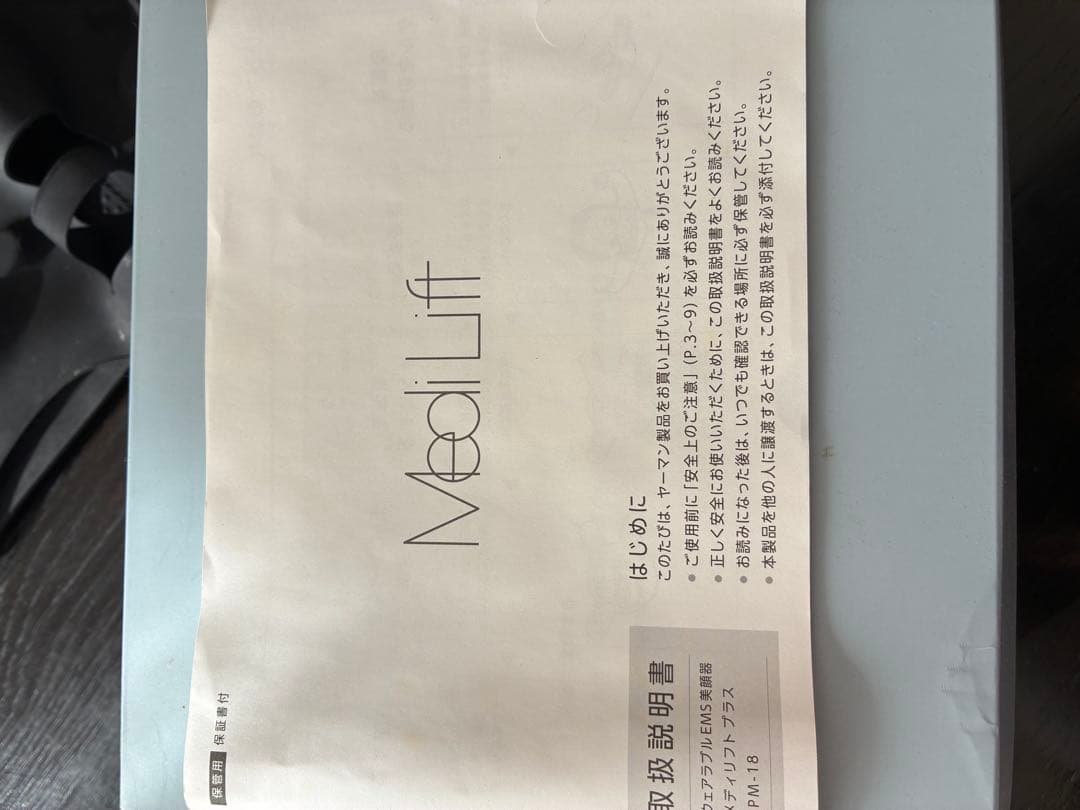 保管用 保証書付
Medi Lift
取扱説明書
ウェアラブルEMS美顔器
メディリフト プラス
PM-18
はじめに
このたびは、ヤーマン製品をお買い上げいただき、誠にありがとうございます。
● ご使用前に「安全上のご注意」(P.3〜9)を必ずお読みください。
● 正しく安全にお使いいただくために、この取扱説明書をよくお読みください。
● お読みになった後は、いつでも確認できる場所に必ず保管してください。
● 本製品を他の人に譲渡するときは、この取扱説明書を必ず添付してください。